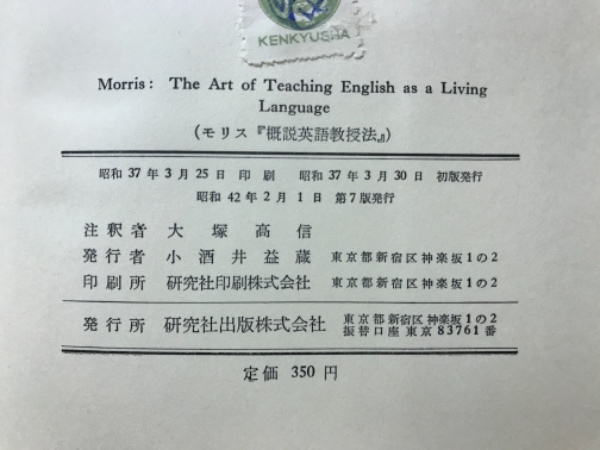 KENKYUSHA
Morris: The Art of Teaching English as a Living
Language
(モリス『概説英語教授法』)
昭和 37 年 3 月 25 日 印 刷 昭和 37 年 3 月 30 日 初版発行
昭和 42 年 2 月 1 日 第 7 版発行
注 釈 者 大 塚 高 信
発 行 者 小 酒 井 益 蔵 東京都新宿区神楽坂 1 の 2
印 刷 所 研究社印刷株式会社 東京都新宿区神楽坂 1 の 2
発 行 所 研究社出版株式会社 東京都新宿区神楽坂 1 の 2
振替口座 東京 83761 番
定価 350 円